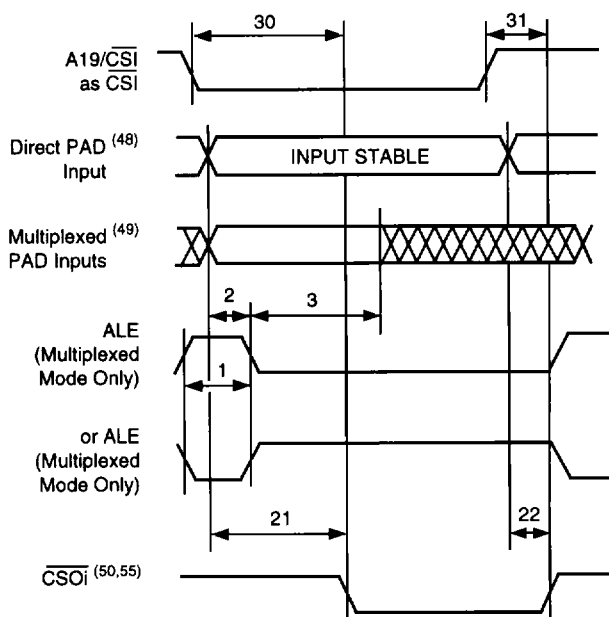 30
31
A19/CSI
as CSI
Direct PAD (48)
Input
INPUT STABLE
Multiplexed (49)
PAD Inputs
2
3
ALE
(Multiplexed
Mode Only)
1
or ALE
(Multiplexed
Mode Only)
21
22
CSOi (50,55)